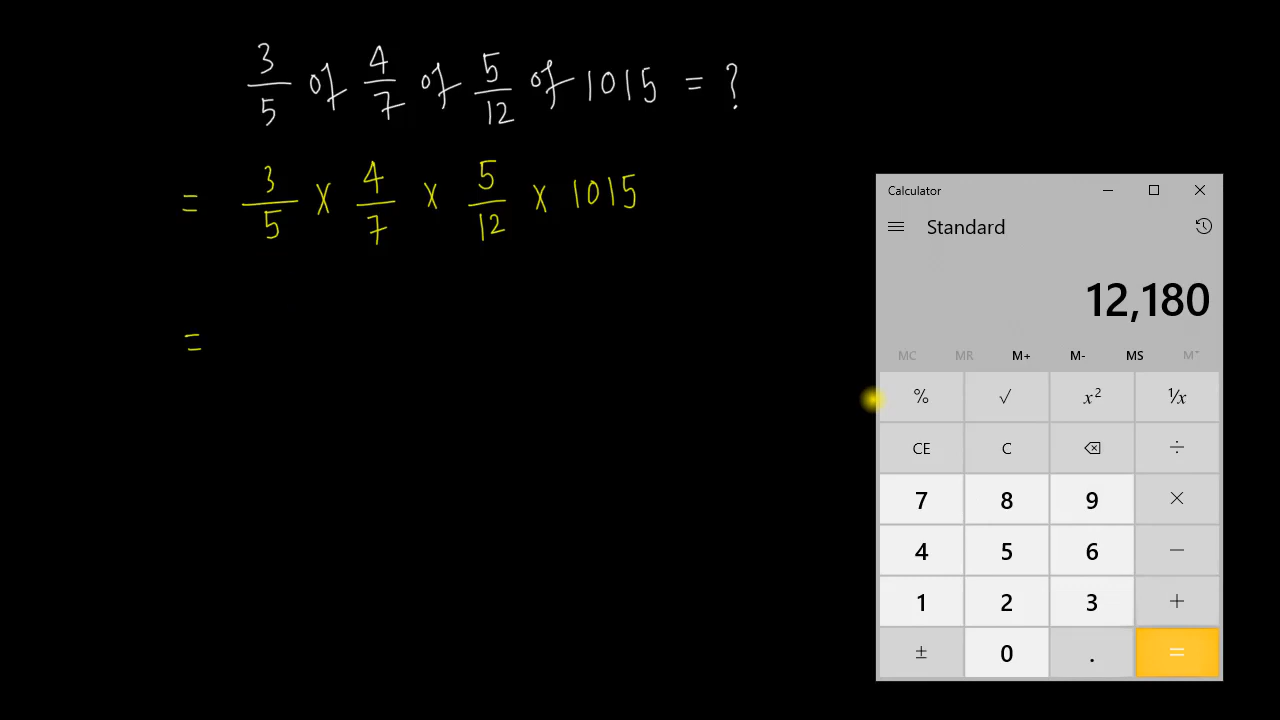 3/5 of 4/7 of 5/12 of 1015 = ?
= 3/5 x 4/7 x 5/12 x 1015
=
Calculator
Standard
12,180
MC MR M+ M- MS M˅
% √ x² ¹/x
CE C ⌫ ÷
7 8 9 ×
4 5 6 −
1 2 3 +
± 0 . =